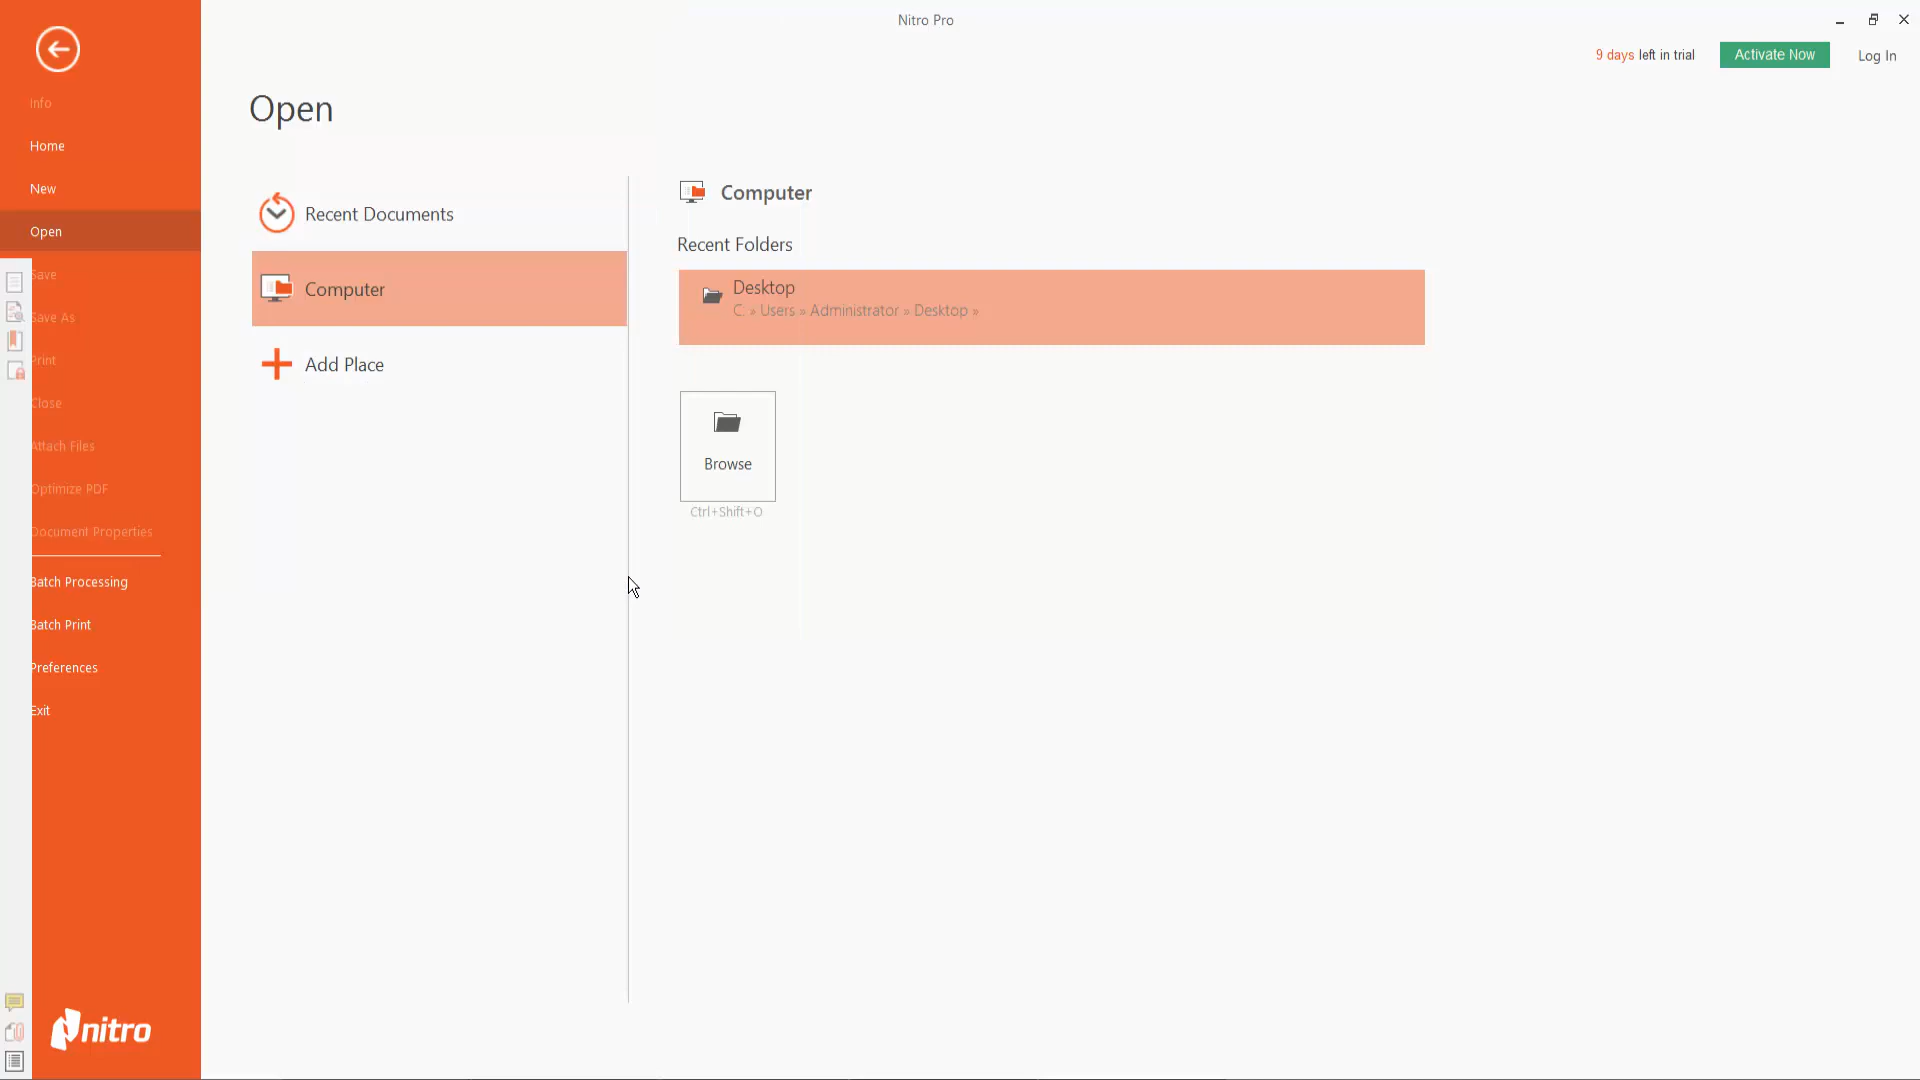 Nitro Pro
9 days left in trial
Activate Now
Log In
Info
Home
New
Open
Save
Save As
Print
Close
Attach Files
Optimize PDF
Document Properties
Batch Processing
Batch Print
Preferences
Exit
nitro
Open
Recent Documents
Computer
Add Place
Computer
Recent Folders
Desktop
C: » Users » Administrator » Desktop »
Browse
Ctrl+Shift+O